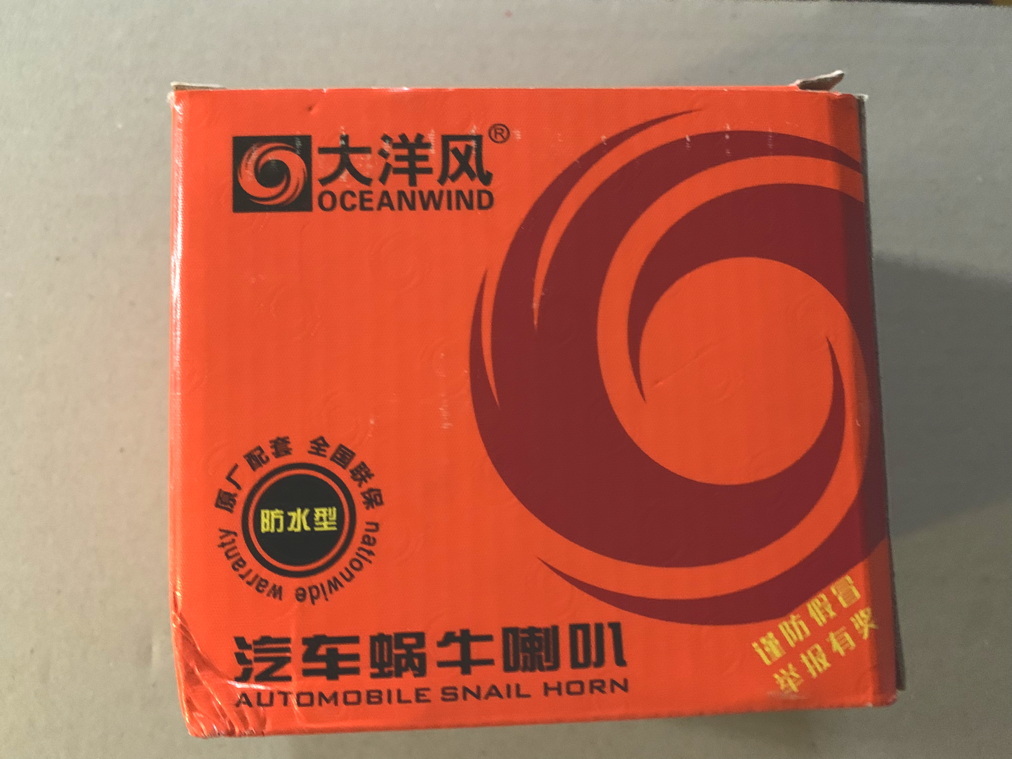 大洋风®
OCEANWIND
原厂配套 全国联保
防水型
nationwide warranty
汽车蜗牛喇叭
AUTOMOBILE SNAIL HORN
谨防假冒
举报有奖